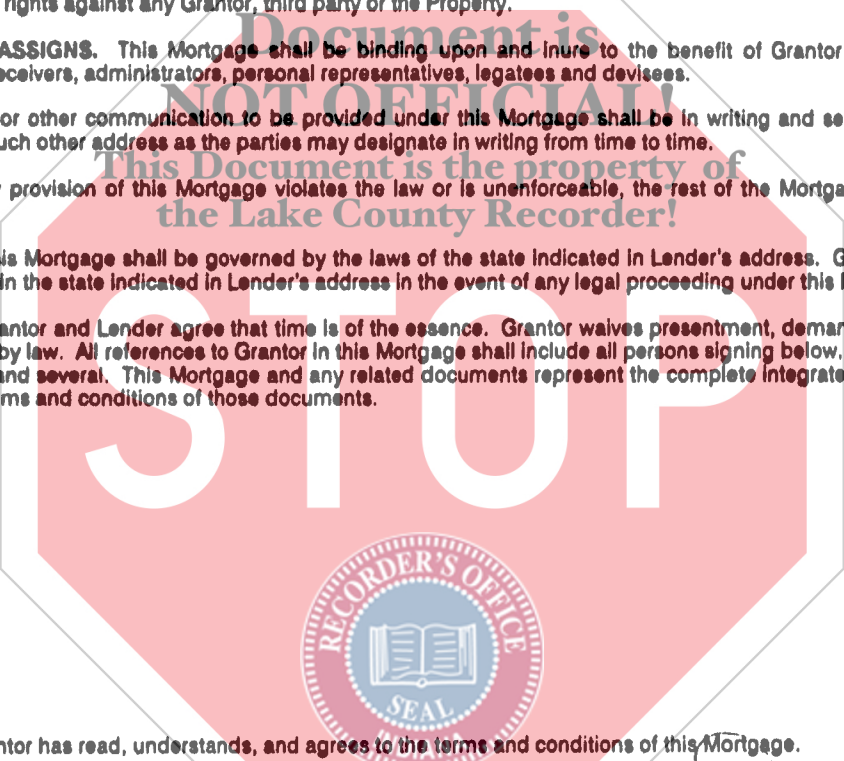 rights against any Grantor, third party or the Property.
Document is
ASSIGNS. This Mortgage shall be binding upon and inure to the benefit of Grantor
eceivers, administrators, personal representatives, legatees and devisees.
NOT OFFICIAL!
or other communication to be provided under this Mortgage shall be in writing and se
uch other address as the parties may designate in writing from time to time.
This Document is the property of
provision of this Mortgage violates the law or is unenforceable, the rest of the Mortga
the Lake County Recorder!
is Mortgage shall be governed by the laws of the state indicated in Lender's address. G
in the state indicated in Lender's address in the event of any legal proceeding under this
STOP
antor and Lender agree that time is of the essence. Grantor waives presentment, deman
by law. All references to Grantor in this Mortgage shall include all persons signing below,
and several. This Mortgage and any related documents represent the complete integrate
ms and conditions of those documents.
RECORDER'S OFFICE
SEAL
INDIANA
ntor has read, understands, and agrees to the terms and conditions of this Mortgage.